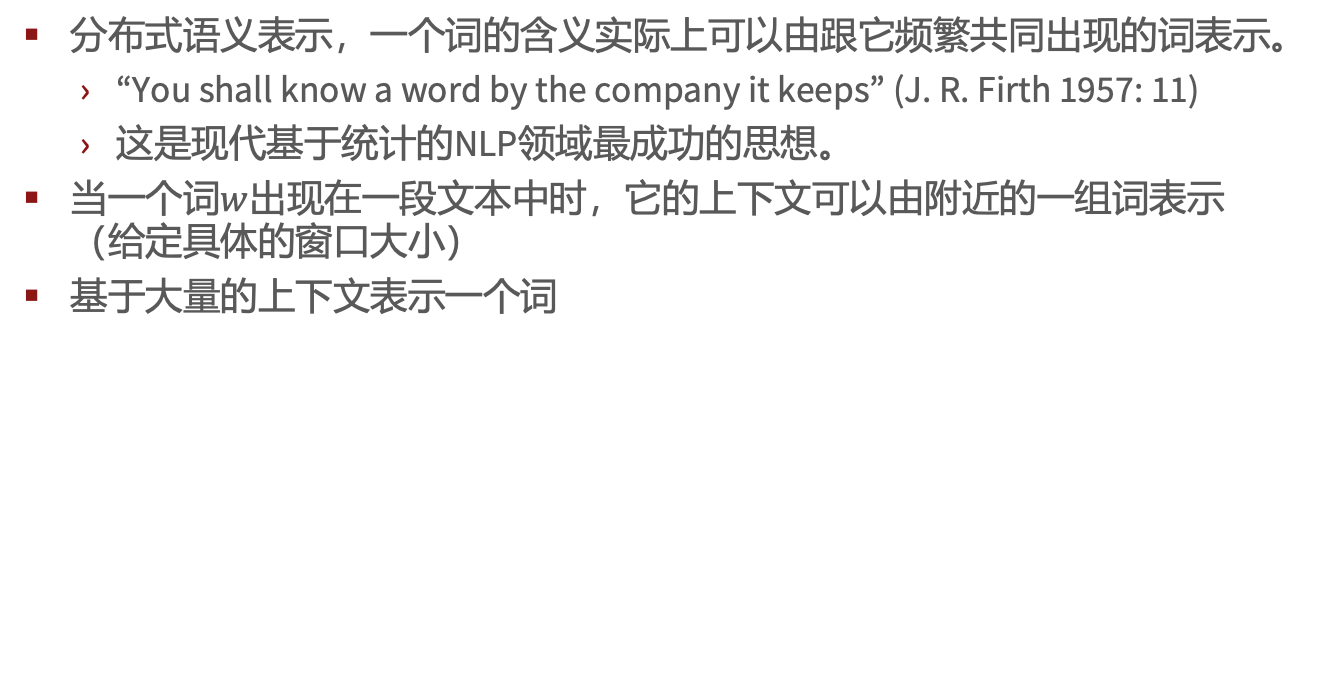 分布式语义表示，一个词的含义实际上可以由跟它频繁共同出现的词表示。
“You shall know a word by the company it keeps” (J. R. Firth 1957: 11)
这是现代基于统计的NLP领域最成功的思想。
当一个词w出现在一段文本中时，它的上下文可以由附近的一组词表示
（给定具体的窗口大小）
基于大量的上下文表示一个词